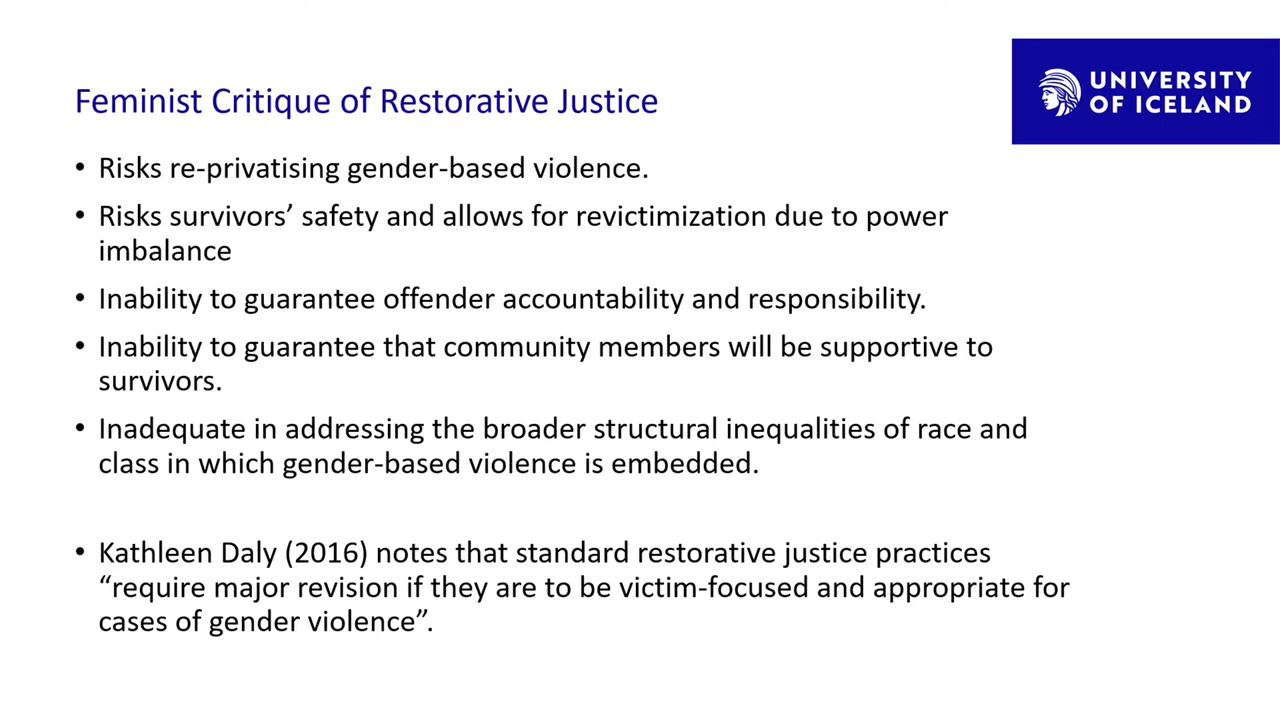 Feminist Critique of Restorative Justice
UNIVERSITY
OF ICELAND
• Risks re-privatising gender-based violence.
• Risks survivors’ safety and allows for revictimization due to power
imbalance
• Inability to guarantee offender accountability and responsibility.
• Inability to guarantee that community members will be supportive to
survivors.
• Inadequate in addressing the broader structural inequalities of race and
class in which gender-based violence is embedded.
• Kathleen Daly (2016) notes that standard restorative justice practices
“require major revision if they are to be victim-focused and appropriate for
cases of gender violence”.